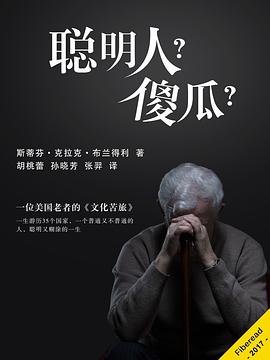 聪明人?
傻瓜?
斯蒂芬·克拉克·布兰得利 著
胡桃蕾 孙晓芳 张羿 译
一位美国老者的《文化苦旅》
一生游历35个国家,一个普通又不普通的
人,聪明又糊涂的一生
Fiberead
- 2017 -